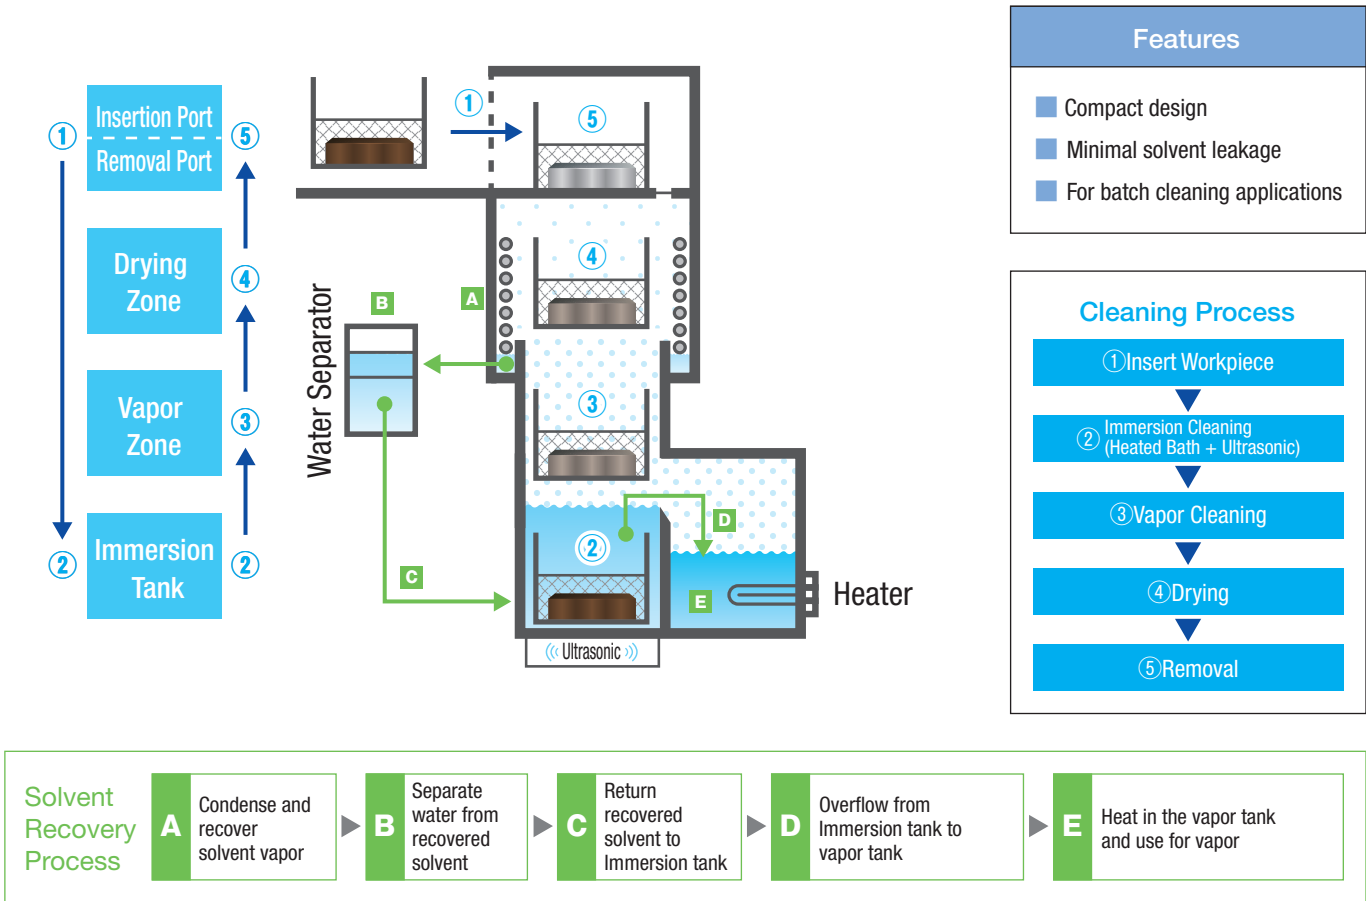 Features
Compact design
Minimal solvent leakage
For batch cleaning applications
① Insertion Port ⑤
Removal Port
Drying
Zone
④
Vapor
Zone
③
② Immersion ②
Tank
①
⑤
④
③
②
A
B
Water Separator
C
D
E
Heater
Ultrasonic
Cleaning Process
①Insert Workpiece
② Immersion Cleaning
(Heated Bath + Ultrasonic)
③Vapor Cleaning
④Drying
⑤Removal
Solvent
Recovery
Process
A
Condense and
recover
solvent vapor
B
Separate
water from
recovered
solvent
C
Return
recovered
solvent to
Immersion tank
D
Overflow from
Immersion tank to
vapor tank
E
Heat in the vapor tank
and use for vapor